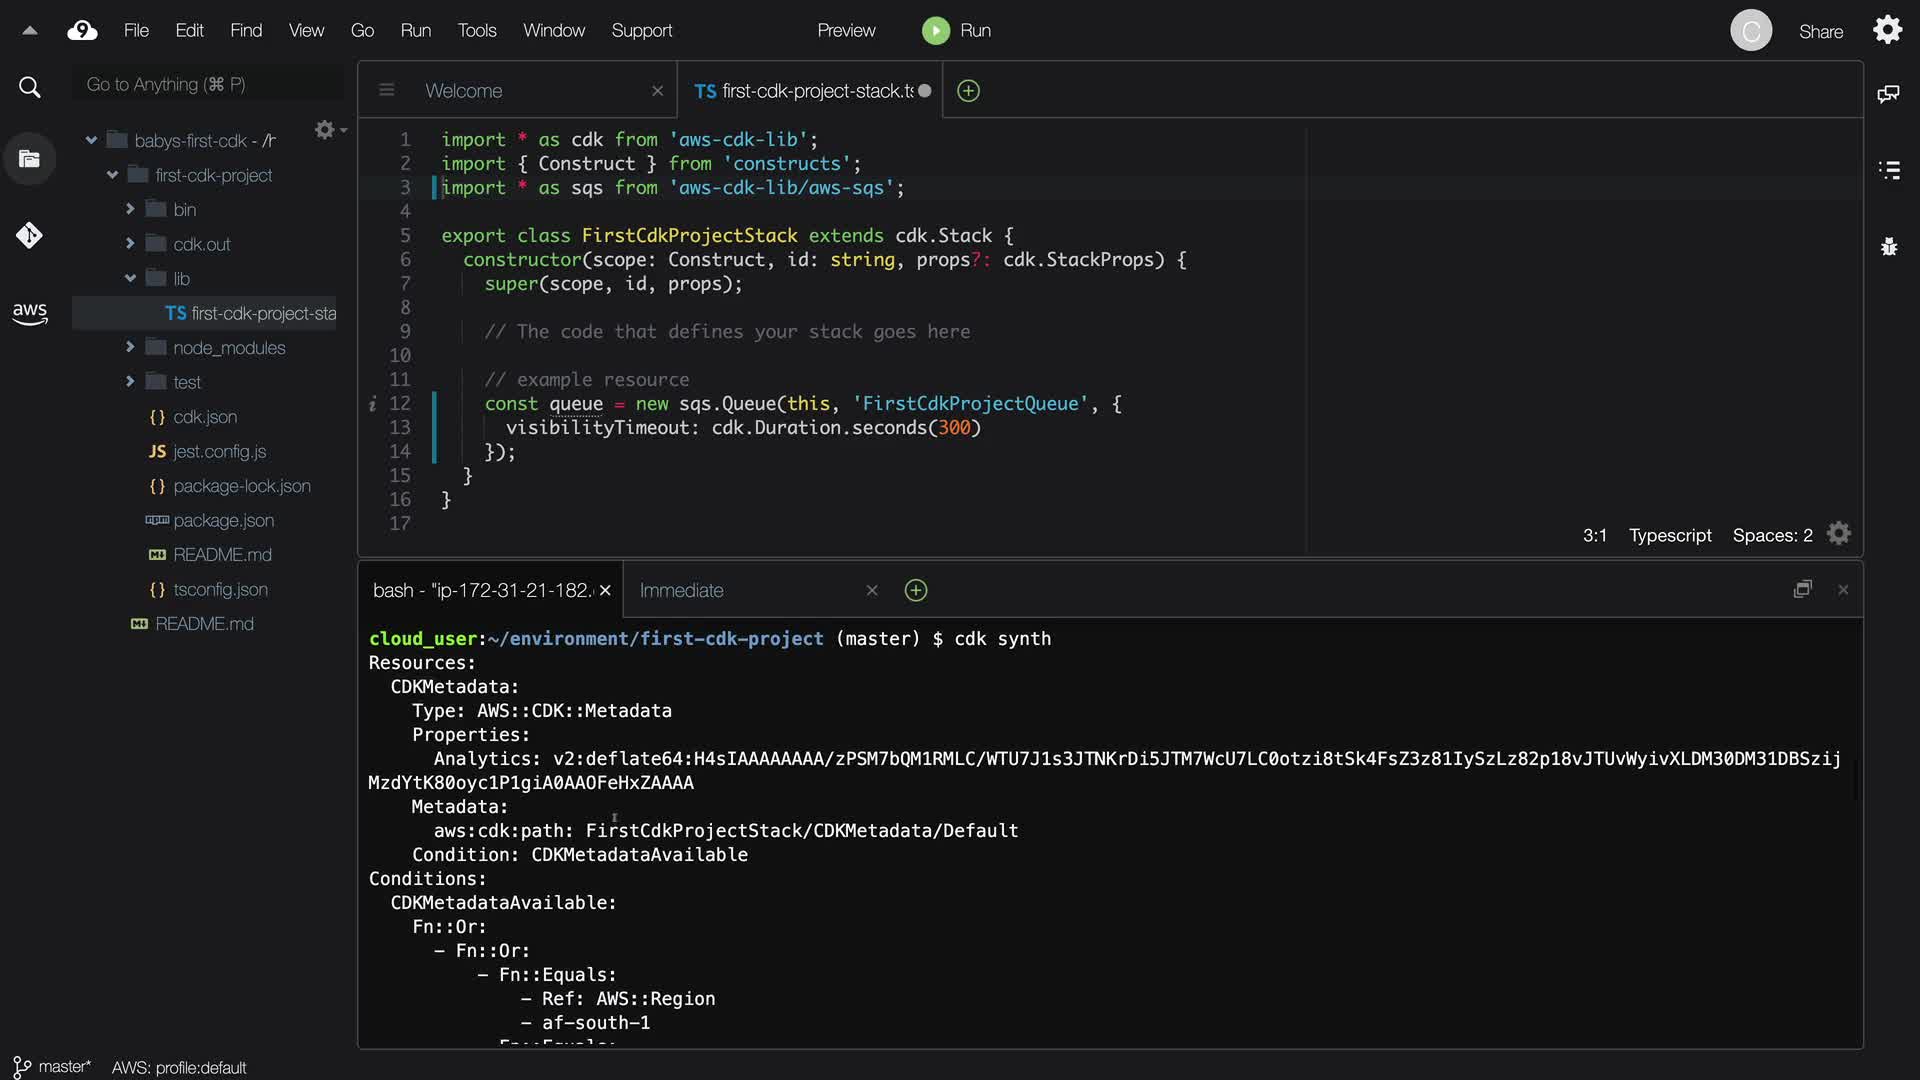 9 File Edit Find View Go Run Tools Window Support Preview Run C Share
Go to Anything (⌘ P)
babys-first-cdk - /h
first-cdk-project
bin
cdk.out
lib
TS first-cdk-project-sta
node_modules
test
{} cdk.json
JS jest.config.js
{} package-lock.json
package.json
README.md
{} tsconfig.json
README.md
aws
Welcome
TS first-cdk-project-stack.ts
1 import * as cdk from 'aws-cdk-lib';
2 import { Construct } from 'constructs';
3 import * as sqs from 'aws-cdk-lib/aws-sqs';
4
5 export class FirstCdkProjectStack extends cdk.Stack {
6 constructor(scope: Construct, id: string, props?: cdk.StackProps) {
7 super(scope, id, props);
8
9 // The code that defines your stack goes here
10
11 // example resource
i 12 const queue = new sqs.Queue(this, 'FirstCdkProjectQueue', {
13 visibilityTimeout: cdk.Duration.seconds(300)
14 });
15 }
16 }
17
3:1 Typescript Spaces: 2
bash - "ip-172-31-21-182. Immediate
cloud_user:~/environment/first-cdk-project (master) $ cdk synth
Resources:
CDKMetadata:
Type: AWS::CDK::Metadata
Properties:
Analytics: v2:deflate64:H4sIAAAAAAAA/zPSM7bQM1RMLC/WTU7J1s3JTNKrDi5JTM7WcU7LC0otzi8tSk4FsZ3z81IySzLz82p18vJTUvWyivXLDM30DM31DBSzij
MzdYtK80oyc1P1giA0AAOFeHxZAAAA
Metadata:
aws:cdk:path: FirstCdkProjectStack/CDKMetadata/Default
Condition: CDKMetadataAvailable
Conditions:
CDKMetadataAvailable:
Fn::Or:
- Fn::Or:
- Fn::Equals:
- Ref: AWS::Region
- af-south-1
- Fn::Equals:
master* AWS: profile:default